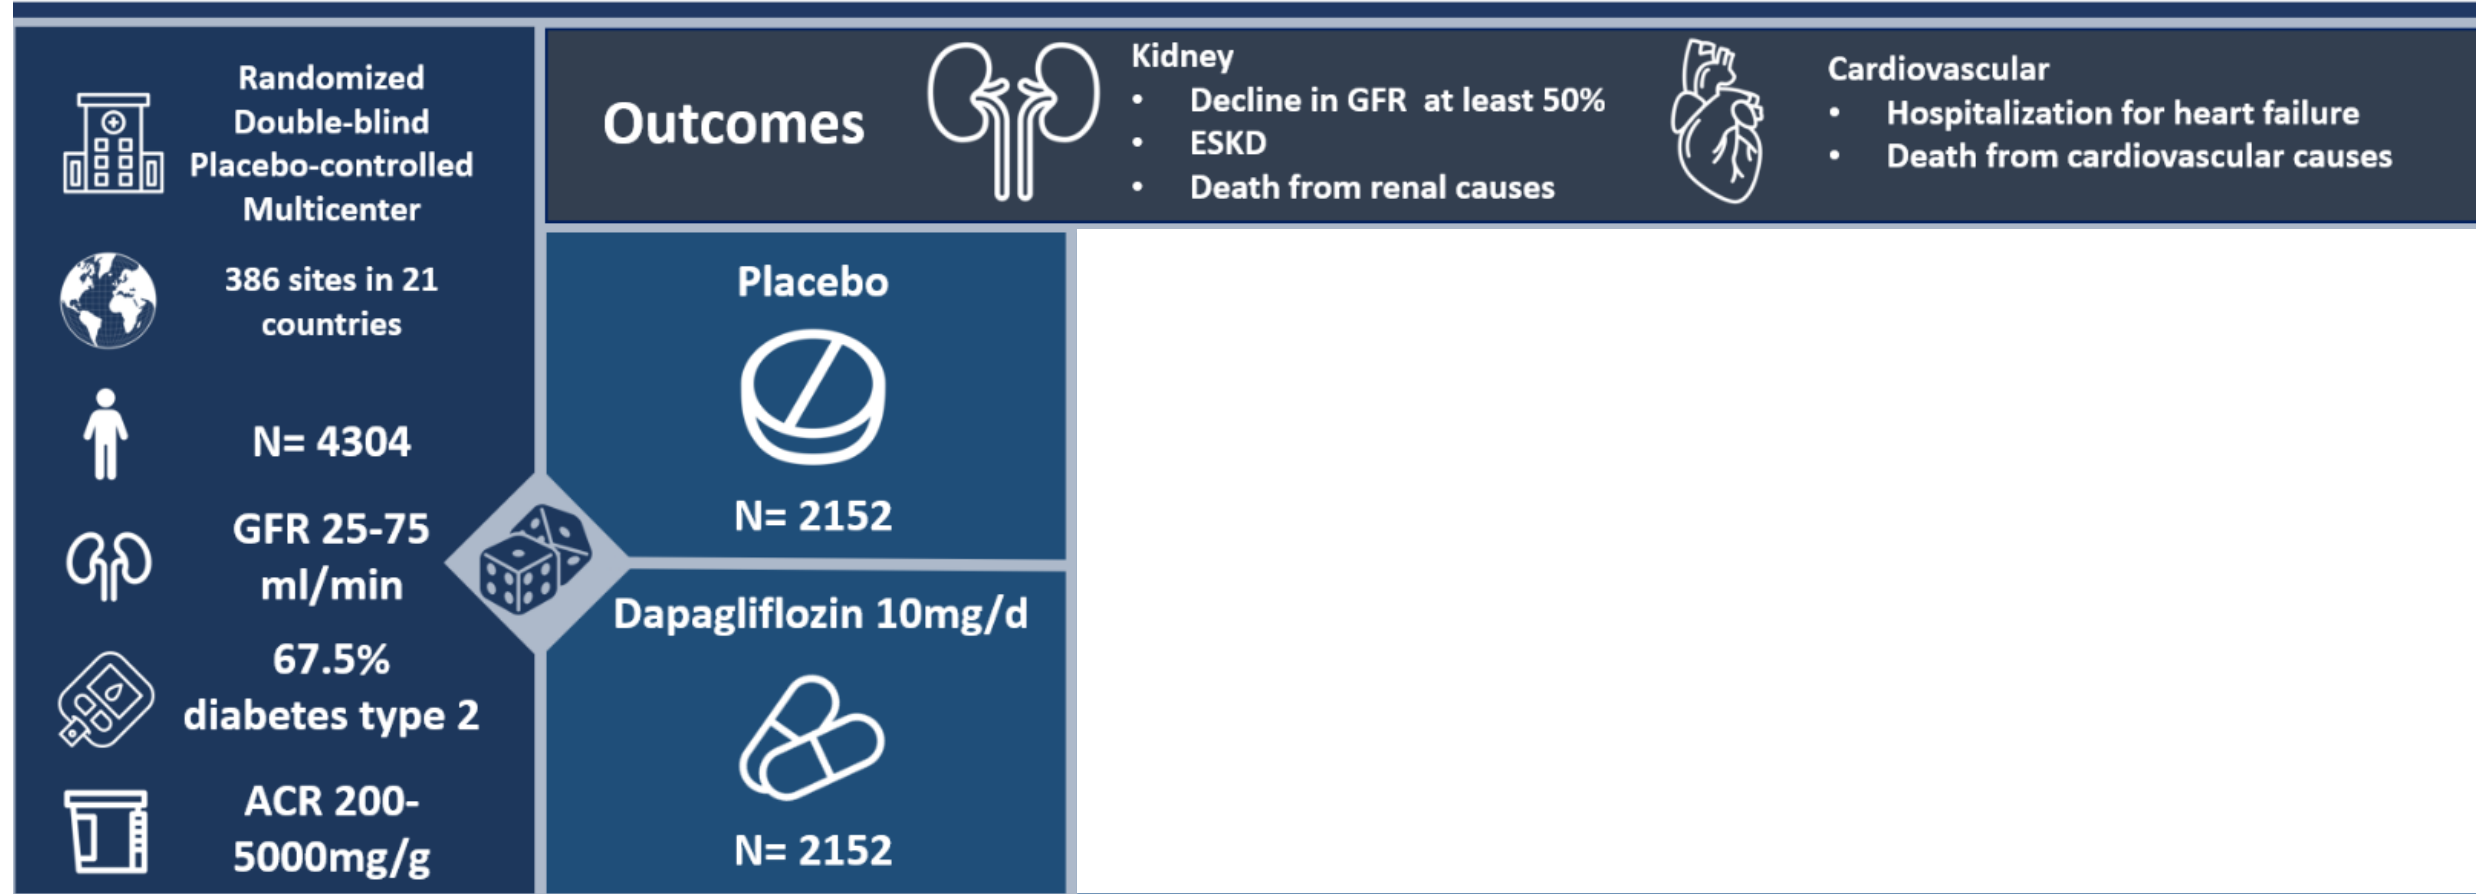 Randomized
Double-blind
Placebo-controlled
Multicenter
386 sites in 21
countries
N= 4304
GFR 25-75
ml/min
67.5%
diabetes type 2
ACR 200-
5000mg/g
Outcomes
Kidney
• Decline in GFR at least 50%
• ESKD
• Death from renal causes
Cardiovascular
• Hospitalization for heart failure
• Death from cardiovascular causes
Placebo
N= 2152
Dapagliflozin 10mg/d
N= 2152